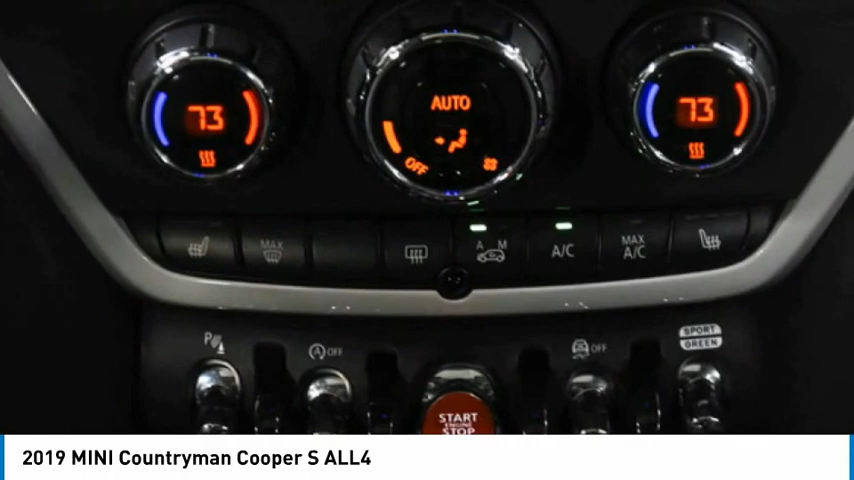 73
AUTO
OFF
73
MAX
A M
A/C
MAX
A/C
P
A OFF
OFF
SPORT
GREEN
START
ENGINE
STOP
2019 MINI Countryman Cooper S ALL4